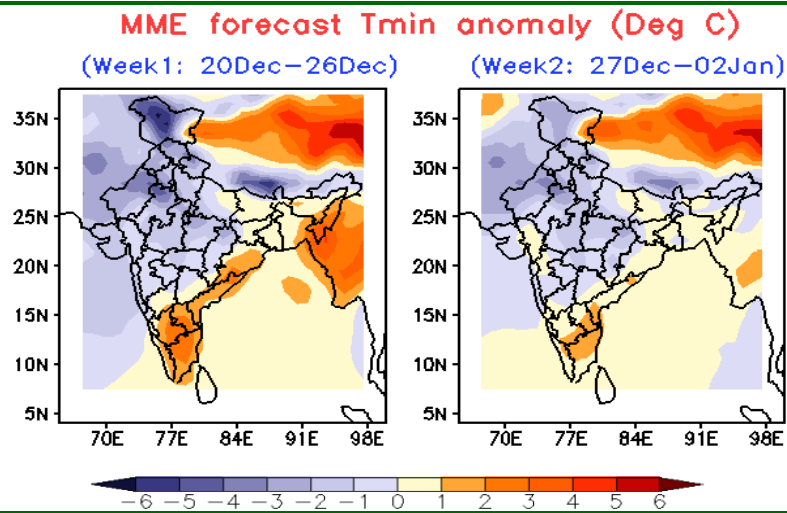 MME forecast Tmin anomaly (Deg C)
(Week1: 20Dec–26Dec)
(Week2: 27Dec–02Jan)
35N
30N
25N
20N
15N
10N
5N
70E 77E 84E 91E 98E
35N
30N
25N
20N
15N
10N
5N
70E 77E 84E 91E 98E
−6 −5 −4 −3 −2 −1 0 1 2 3 4 5 6